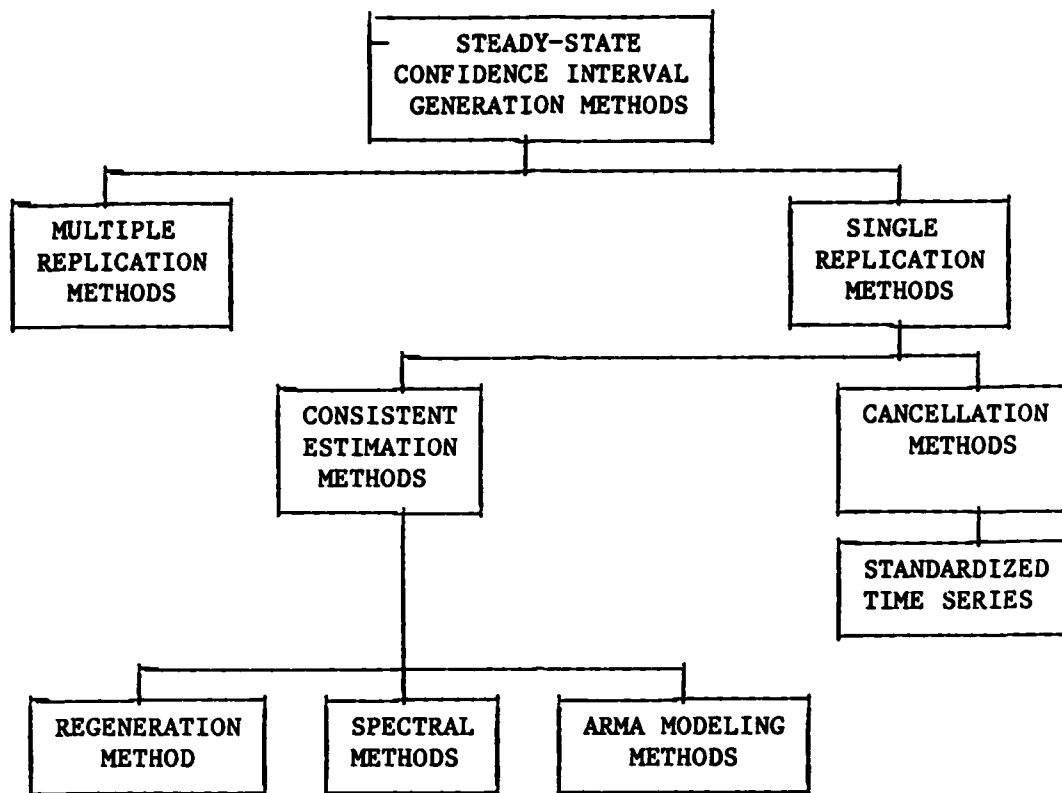 STEADY-STATE
CONFIDENCE INTERVAL
GENERATION METHODS
MULTIPLE
REPLICATION
METHODS
SINGLE
REPLICATION
METHODS
CONSISTENT
ESTIMATION
METHODS
CANCELLATION
METHODS
STANDARDIZED
TIME SERIES
REGENERATION
METHOD
SPECTRAL
METHODS
ARMA MODELING
METHODS